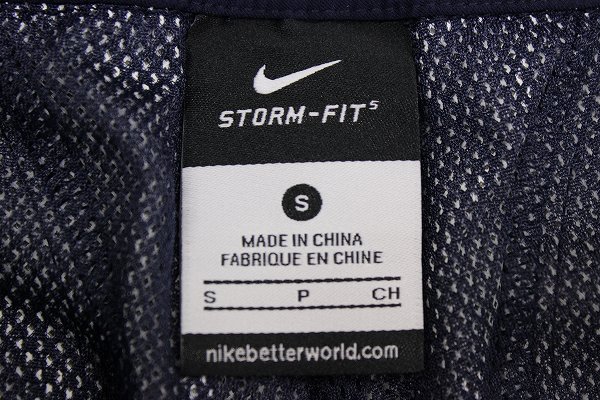 STORM-FIT⁵
S
MADE IN CHINA
FABRIQUE EN CHINE
S P CH
nikebetterworld.com